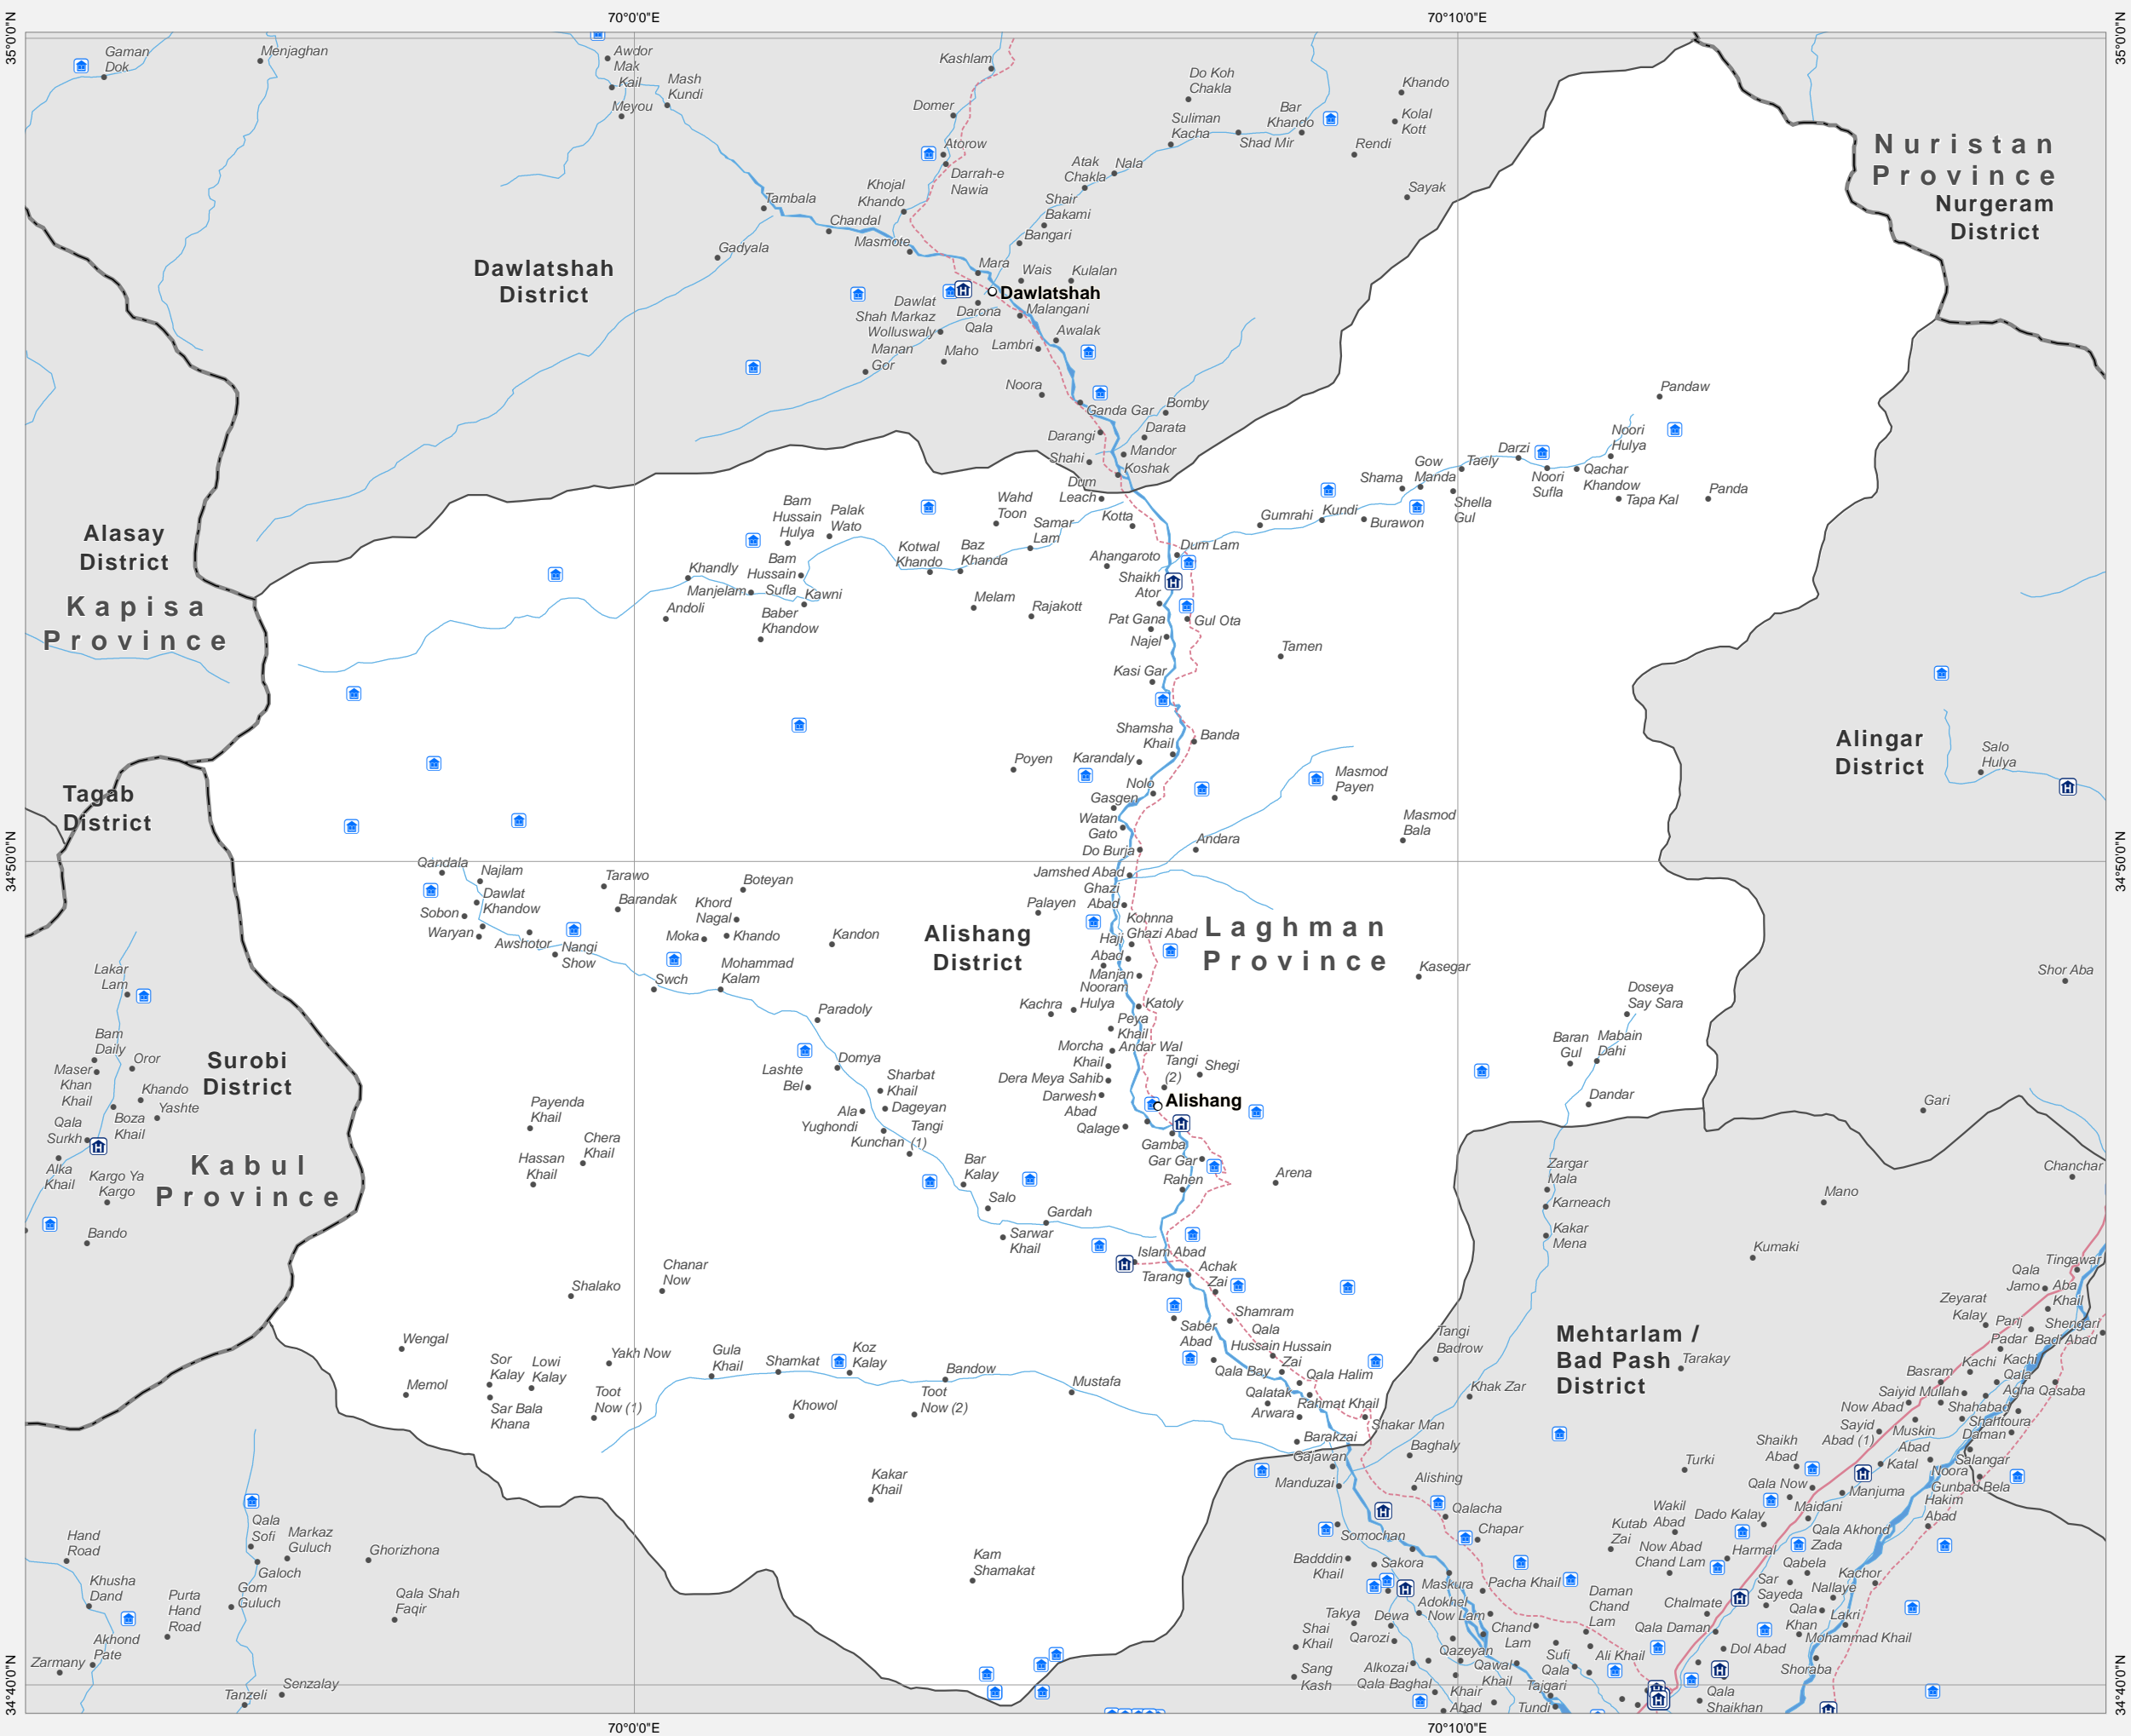 70°0'0"E
70°10'0"E
35°0'0"N
35°0'0"N
Gaman
Dok
Menjaghan
Awdor
Mak
Kail
Meyou
Mash
Kundi
Kashlam
Domer
Atorow
Darrah-e
Nawia
Do Koh
Chakla
Suliman
Kacha
Bar
Khando
Shad Mir
Khando
Kolal
Kott
Rendi
Nuristan
Province
Nurgeram
District
Atak
Chakla
Nala
Sayak
Khojal
Khando
Shair
Bakami
Tambala
Chandal
Masmote
Bangari
Gadyala
Dawlatshah
District
Mara
Wais
Kulalan
Dawlatshah
Dawlat
Shah Markaz
Wolluswaly
Darona
Qala
Malangani
Awalak
Manan
Gor
Maho
Lambri
Noora
Ganda Gar
Bomby
Darangi
Darata
Mandor
Shahi
Koshak
Pandaw
Noori
Hulya
Darzi
Taely
Gow
Manda
Shama
Noori
Sufla
Qachar
Khandow
Tapa Kal
Panda
Shella
Gul
Gumrahi
Kundi
Burawon
Dum
Leach
Wahd
Toon
Samar
Lam
Kotta
Bam
Hussain
Hulya
Palak
Wato
Alasay
District
Kapisa
Province
Kotwal
Khando
Baz
Khanda
Ahangaroto
Dum Lam
Bam
Hussain
Sufla
Khandly
Manjelam
Kawni
Andoli
Baber
Khandow
Melam
Rajakott
Shaikh
Ator
Pat Gana
Gul Ota
Najel
Tamen
Kasi Gar
Shamsha
Khail
Banda
Poyen
Karandaly
Masmod
Payen
Nolo
Gasgen
Watan
Gato
Masmod
Bala
Andara
Do Burja
Alingar
District
Salo
Hulya
Tagab
District
34°50'0"N
34°50'0"N
Qandala
Najlam
Dawlat
Khandow
Sobon
Waryan
Awshotor
Nangi
Show
Tarawo
Barandak
Boteyan
Khord
Nagal
Moka
Khando
Kandon
Swch
Mohammad
Kalam
Jamshed Abad
Ghazi
Abad
Palayen
Kohnna
Ghazi Abad
Haji
Abad
Manjan
Nooram
Hulya
Kachra
Katoly
Alishang
District
Laghman
Province
Kasegar
Shor Aba
Doseya
Say Sara
Baran
Gul
Mabain
Dahi
Dandar
Gari
Lakar
Lam
Bam
Daily
Oror
Maser
Khan
Khail
Khando
Yashte
Boza
Khail
Qala
Surkh
Alka
Khail
Kargo Ya
Kargo
Bando
Surobi
District
Kabul
Province
Paradoly
Domya
Lashte
Bel
Sharbat
Khail
Dageyan
Ala
Yughondi
Kunchan
Tangi
(1)
Payenda
Khail
Chera
Khail
Hassan
Khail
Peya
Khail
Morcha
Khail
Andar Wal
Tangi
(2)
Shegi
Dera Meya Sahib
Darwesh
Abad
Alishang
Qalage
Gamba
Gar Gar
Rahen
Arena
Bar
Kalay
Salo
Gardah
Sarwar
Khail
Islam Abad
Tarang
Achak
Zai
Shamram
Saber
Abad
Qala
Hussain
Hussain
Zai
Qala Bay
Qala Halim
Qalatak
Rahmat Khail
Arwara
Shakar Man
Barakzai
Gajawan
Manduzai
Zargar
Mala
Karneach
Kakar
Mena
Mano
Chanchar
Kumaki
Chanar
Now
Shalako
Wengal
Memol
Sor
Kalay
Lowi
Kalay
Sar Bala
Khana
Yakh Now
Toot
Now (1)
Gula
Khail
Shamkat
Koz
Kalay
Bandow
Toot
Now (2)
Khowol
Mustafa
Kakar
Khail
Kam
Shamakat
Tangi
Badrow
Khak Zar
Mehtarlam /
Bad Pash
District
Tarakay
Tingawar
Qala
Jamo
Aba
Khail
Zeyarat
Kalay
Panj
Padar
Shengari
Badi Abad
Basram
Kachi
Kachi
Qala
Agha
Qasaba
Saiyid Mullah
Now Abad
Shahabad
Shahtoura
Sayid
Abad (1)
Muskin
Abad
Daman
Baghaly
Alishing
Turki
Shaikh
Abad
Katal
Noora
Salangar
Gunbad Bela
Qala Now
Manjuma
Hakim
Abad
Maidani
Qalacha
Chapar
Somochan
Wakil
Abad
Dado Kalay
Kutab
Zai
Qala Akhond
Zada
Now Abad
Chand Lam
Harmal
Badddin
Khail
Sakora
Maskura
Pacha Khail
Qabela
Sar
Sayeda
Nallaye
Kachor
Daman
Chand
Lam
Adokhel
Now Lam
Takya
Dewa
Chalmate
Qala
Khan
Lakri
Shai
Khail
Qarozi
Chand
Lam
Qala Daman
Mohammad Khail
Qazeyan
Sufi
Qala
Ali Khail
Dol Abad
Alkozai
Qawal
Khail
Shoraba
Sang
Kash
Qala Baghal
Khair
Abad
Tajgari
Tundi
Qala
Shaikhan
Hand
Road
Qala
Sofi
Markaz
Guluch
Ghorizhona
Galoch
Khusha
Dand
Gom
Guluch
Qala Shah
Faqir
Purta
Hand
Road
Akhond
Pate
Zarmany
Senzalay
Tanzeli
34°40'0"N
34°40'0"N
70°0'0"E
70°10'0"E